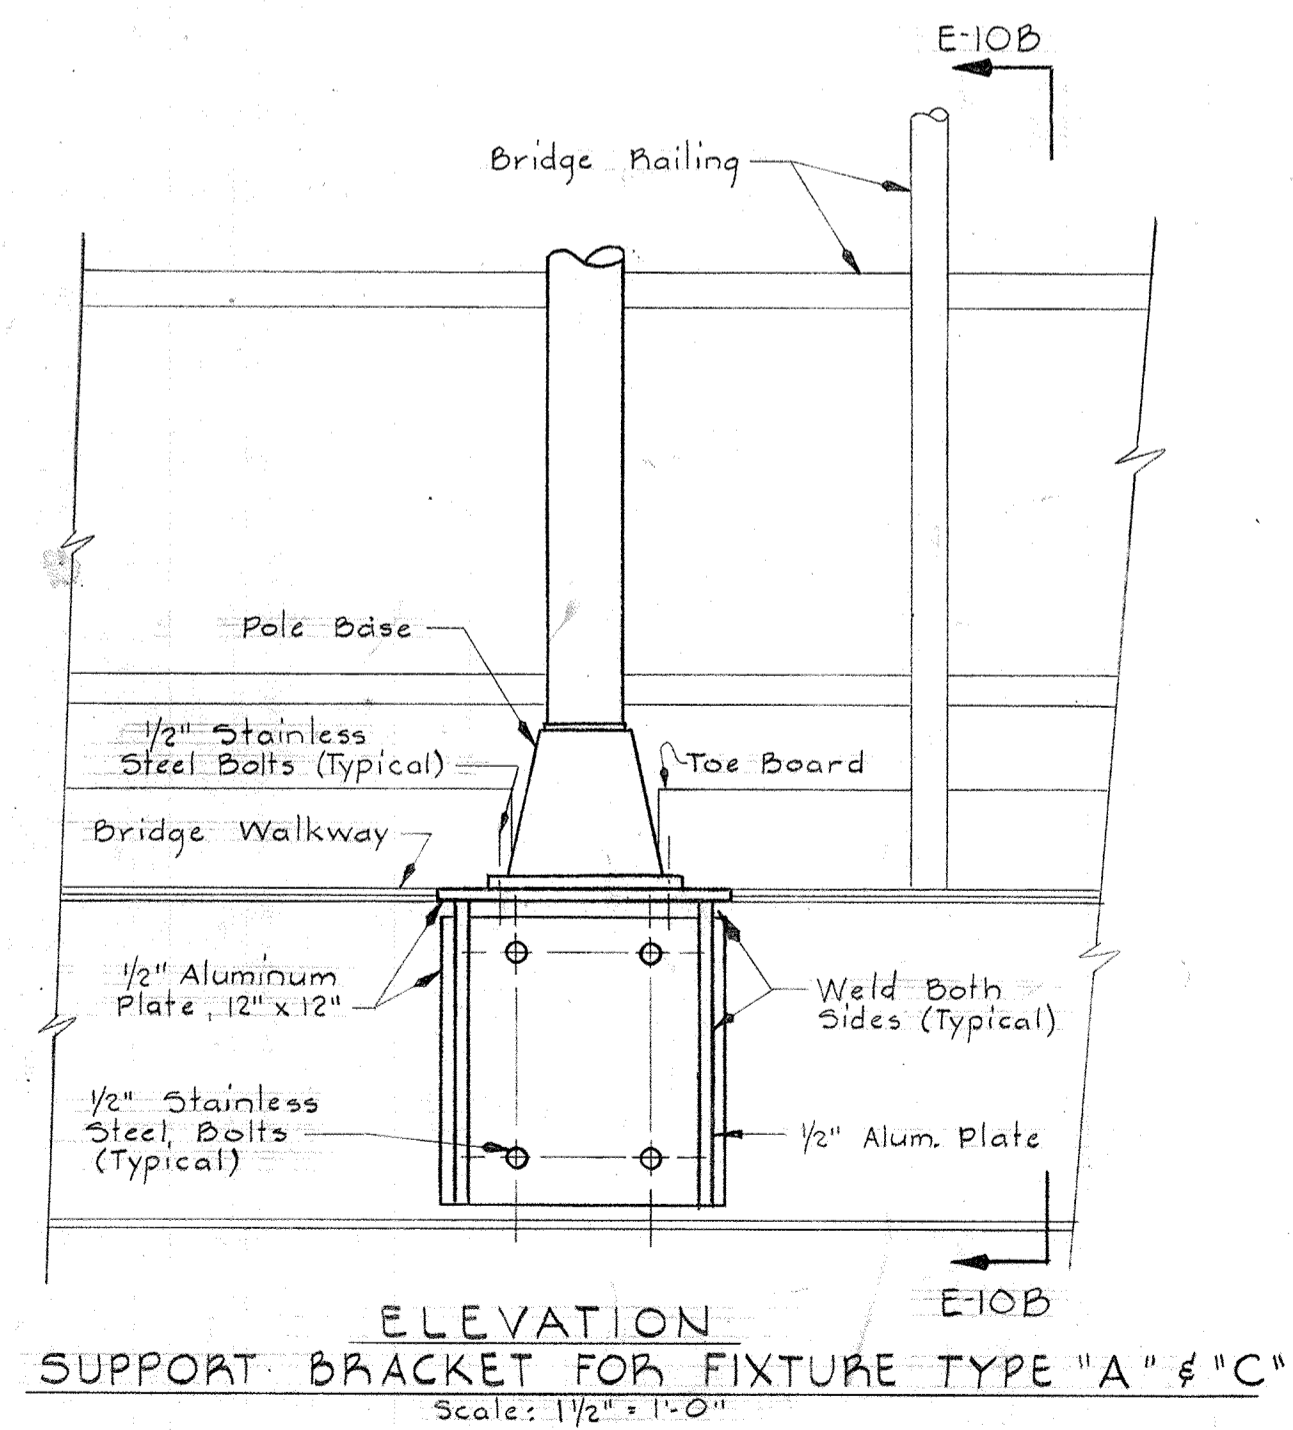 E-10B
Bridge Railing
Pole Base
1/2" Stainless
Steel Bolts (Typical)
Toe Board
Bridge Walkway
1/2" Aluminum
Plate, 12" x 12"
Weld Both
Sides (Typical)
1/2" Stainless
Steel, Bolts
(Typical)
1/2" Alum. Plate
E-10B
ELEVATION
SUPPORT BRACKET FOR FIXTURE TYPE "A" & "C"
Scale: 1 1/2" = 1'-0"